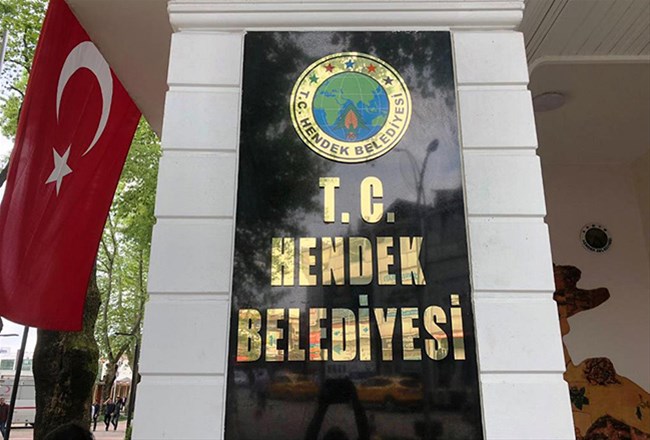 T.C. HENDEK BELEDİYESİ
T. C.
HENDEK
BELEDİYESİ